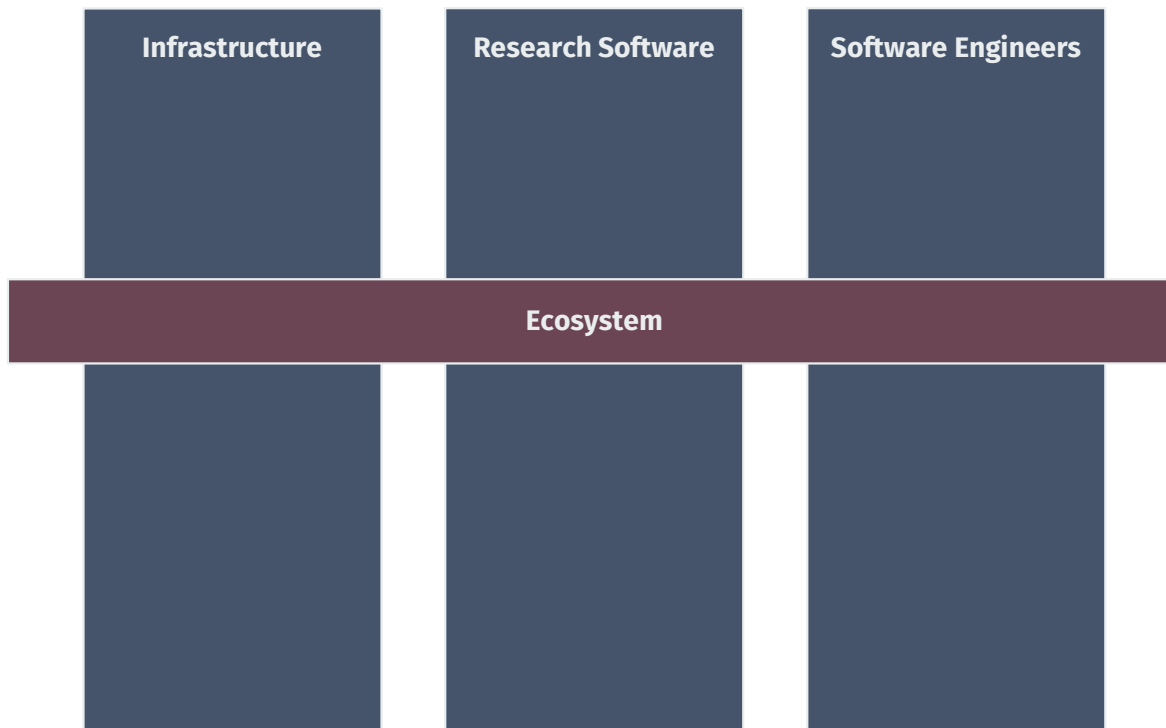 Infrastructure
Research Software
Software Engineers
Ecosystem